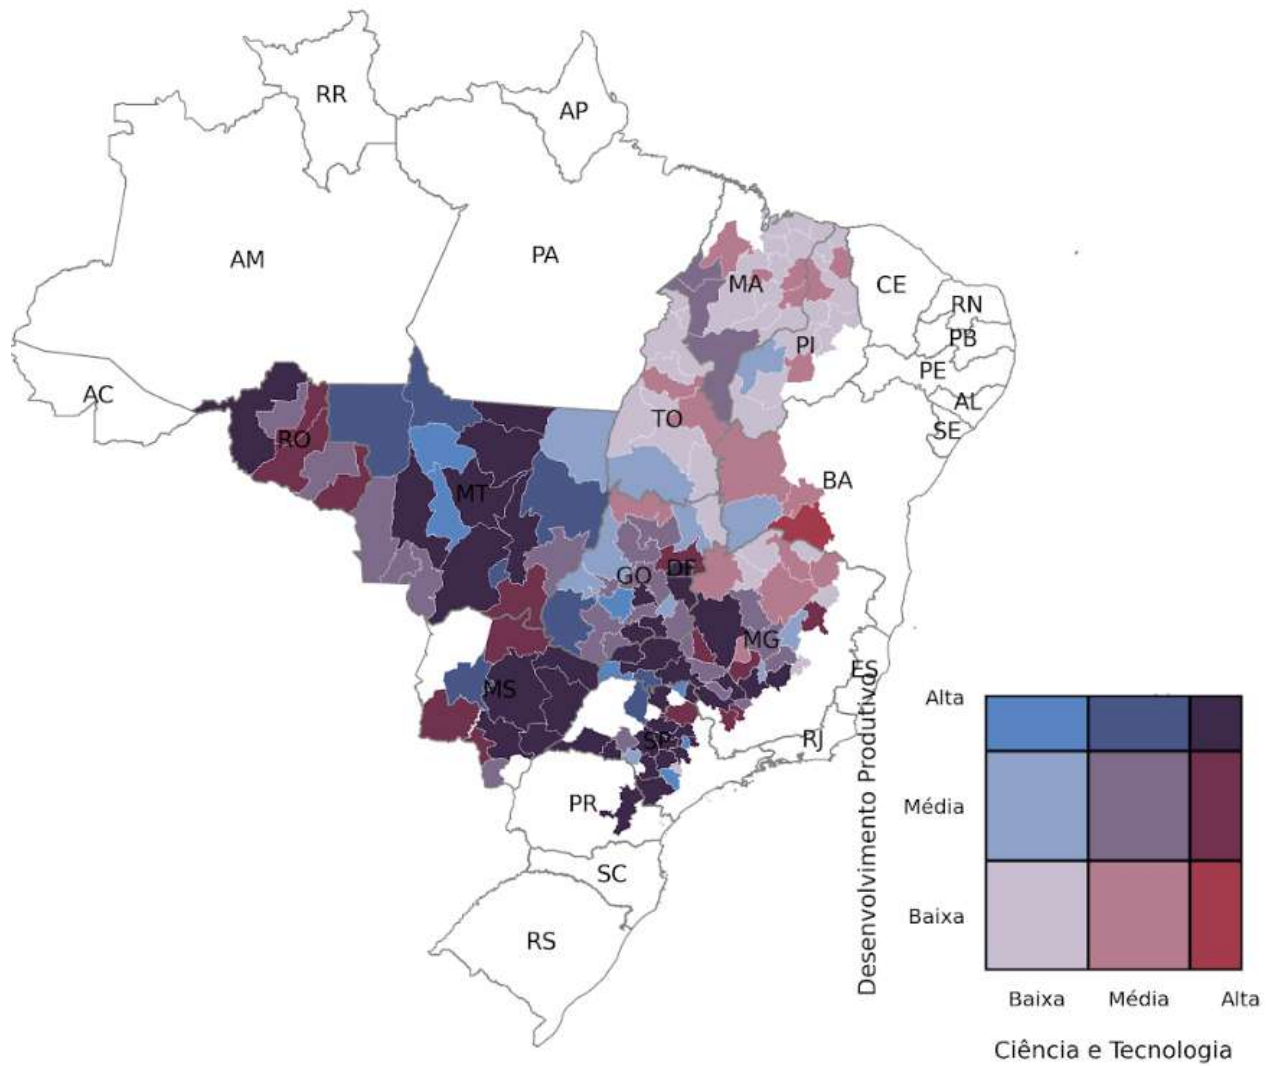 RR
AP
AM
PA
MA
CE
RN
PB
PI
PE
AC
AL
TO
SE
RO
BA
MT
GO
DF
MG
ES
MS
SP
RJ
PR
SC
RS
Desenvolvimento Produtivo
Alta
Média
Baixa
Baixa
Média
Alta
Ciência e Tecnologia